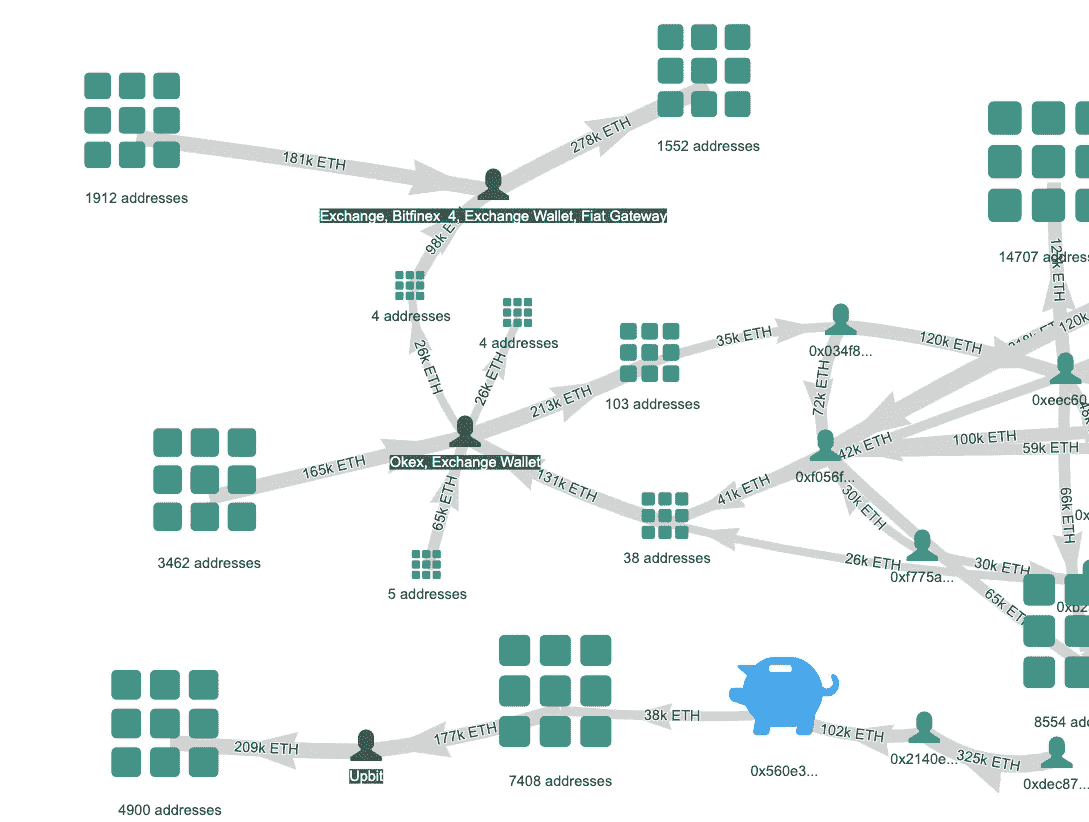 278k ETH
1552 addresses
181k ETH
1912 addresses
Exchange, Bitfinex_4, Exchange Wallet, Fiat Gateway
98k E
14707 addres
ETH
4 addresses
4 addresses
26k ETH
26k ETH
35k ETH
120k
120k ETH
0x034f8...
213k ETH
103 addresses
72k ETH
0xeec60
Okex, Exchange Wallet
165k ETH
131k ETH
42k ETH
100k ETH
59k ETH
0xf056f...
65k ETH
41k ETH
30k ETH
66k ETH
3462 addresses
38 addresses
26k ETH
30k ETH
0xf775a...
5 addresses
65k ET
0xb2
38k ETH
102k ETH
8554 ad
177k ETH
209k ETH
325k ETH
0x2140e...
Upbit
0x560e3...
7408 addresses
0xdec87...
4900 addresses